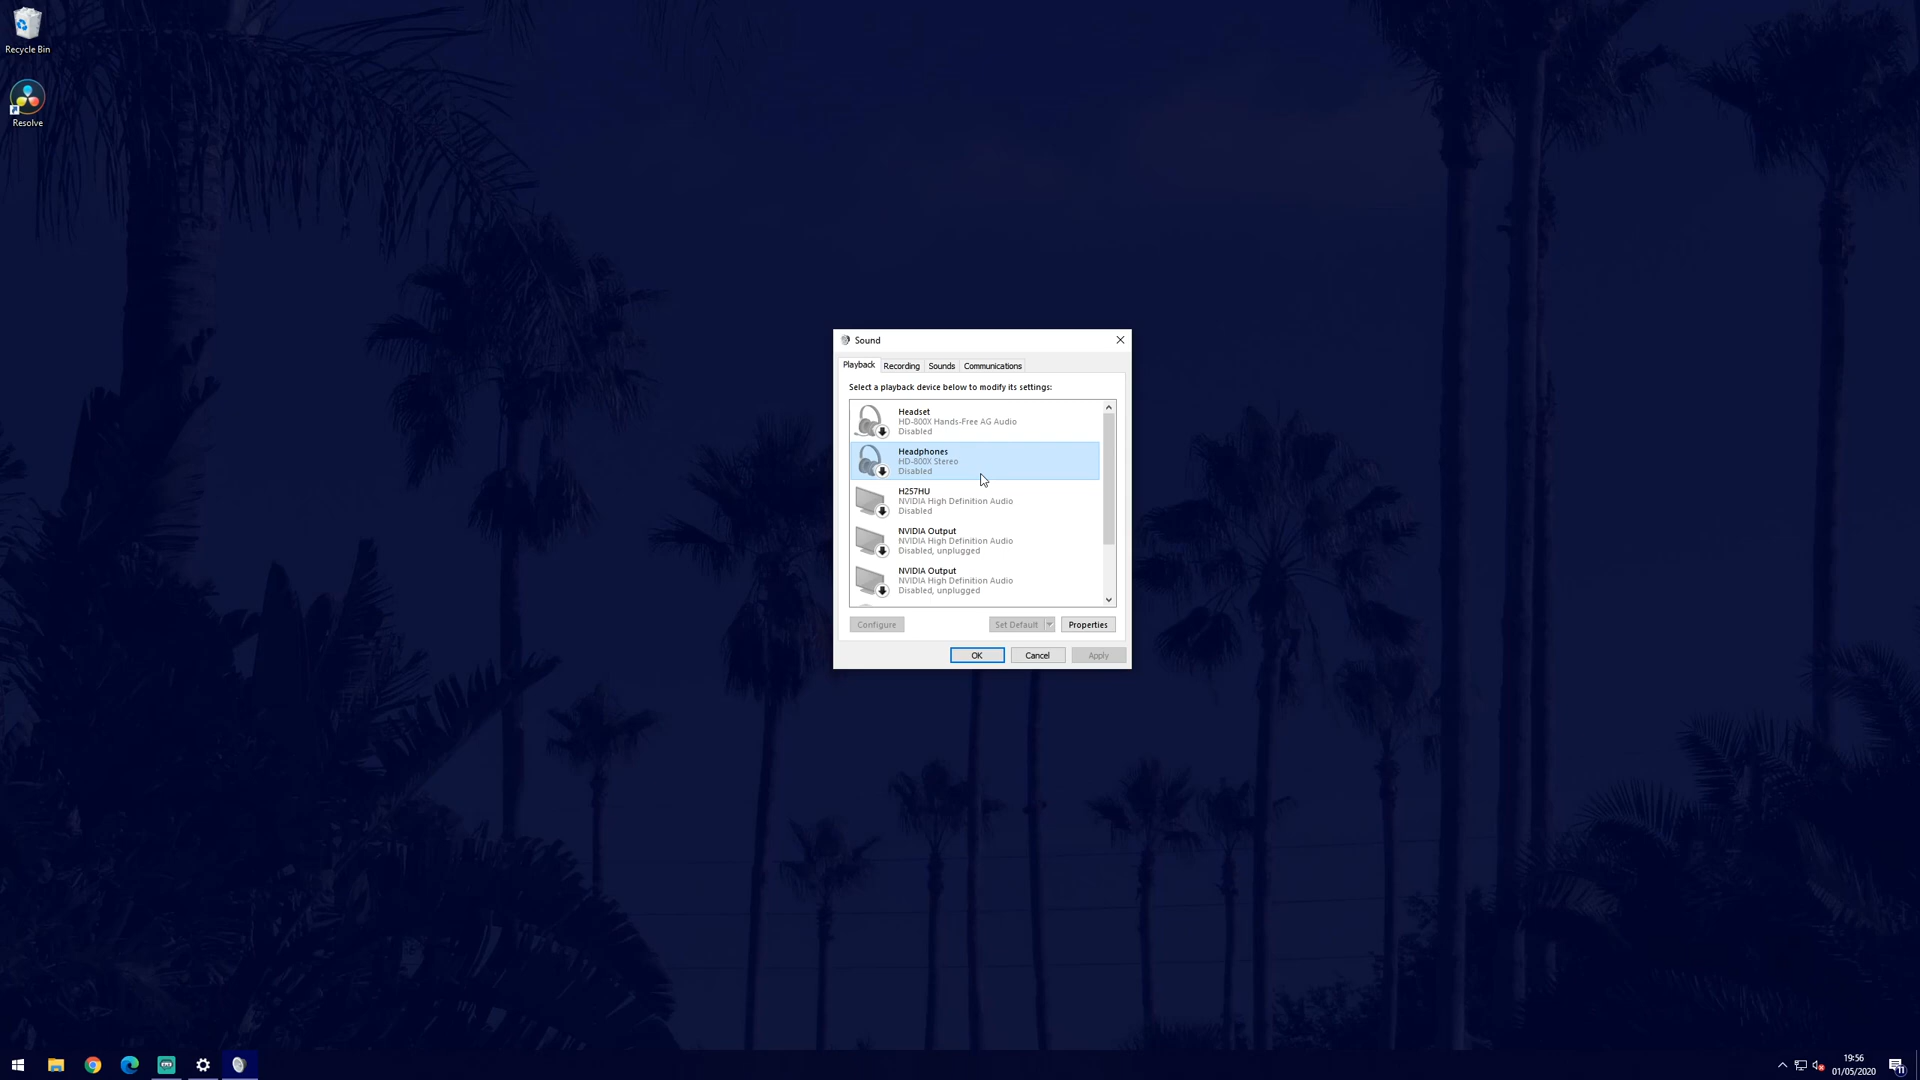 Recycle Bin
Resolve
Sound
Playback
Recording
Sounds
Communications
Select a playback device below to modify its settings:
Headset
HD-800X Hands-Free AG Audio
Disabled
Headphones
HD-800X Stereo
Disabled
H257HU
NVIDIA High Definition Audio
Disabled
NVIDIA Output
NVIDIA High Definition Audio
Disabled, unplugged
NVIDIA Output
NVIDIA High Definition Audio
Disabled, unplugged
Configure
Set Default
Properties
OK
Cancel
Apply
19:56
01/05/2020
11